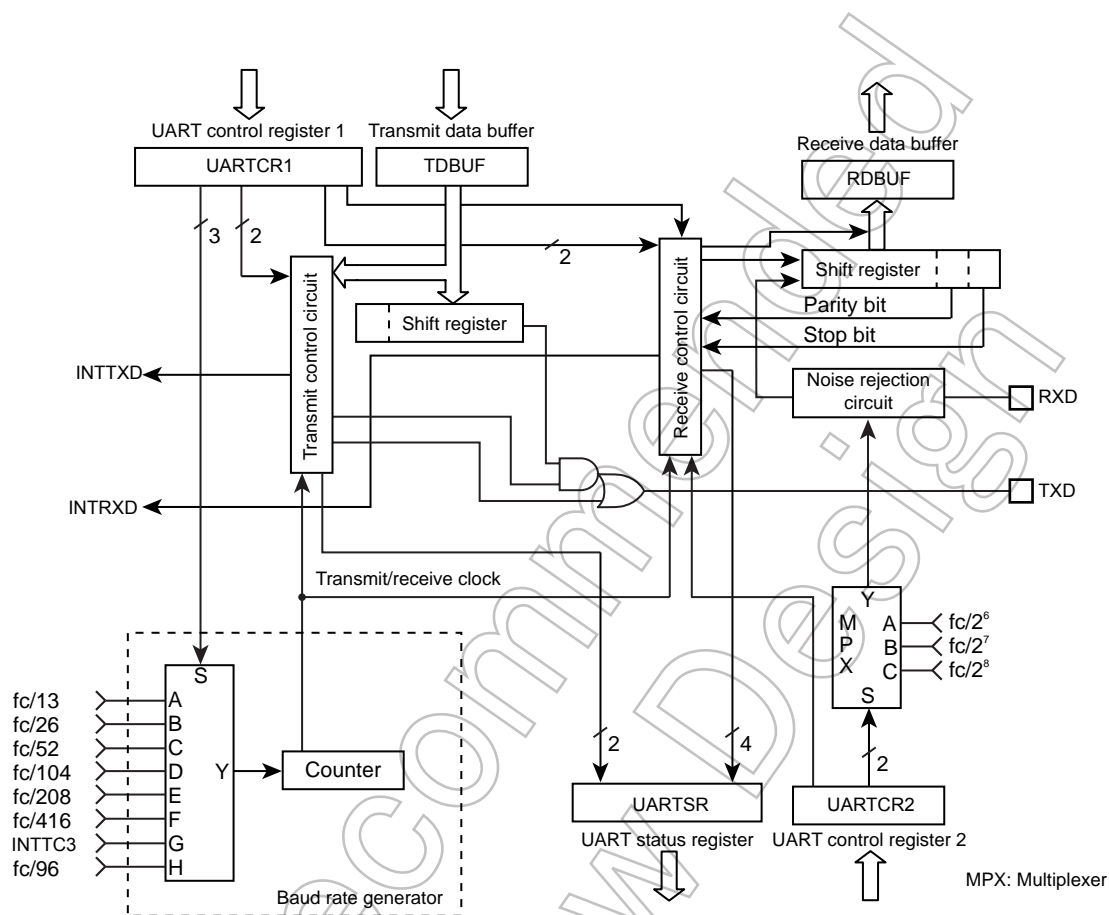 UART control register 1
Transmit data buffer
Receive data buffer
UARTCR1
TDBUF
RDBUF
3
2
2
Transmit control circuit
Receive control circuit
Shift register
Shift register
Parity bit
Stop bit
Noise rejection
circuit
INTTXD
RXD
INTRXD
TXD
Transmit/receive clock
Y
M
P
X
A
B
C
S
fc/2⁶
fc/2⁷
fc/2⁸
S
fc/13
fc/26
fc/52
fc/104
fc/208
fc/416
INTTC3
fc/96
A
B
C
D
E
F
G
H
Y
Counter
Baud rate generator
2
4
2
UARTSR
UART status register
UARTCR2
UART control register 2
MPX: Multiplexer
ecommended
w Design